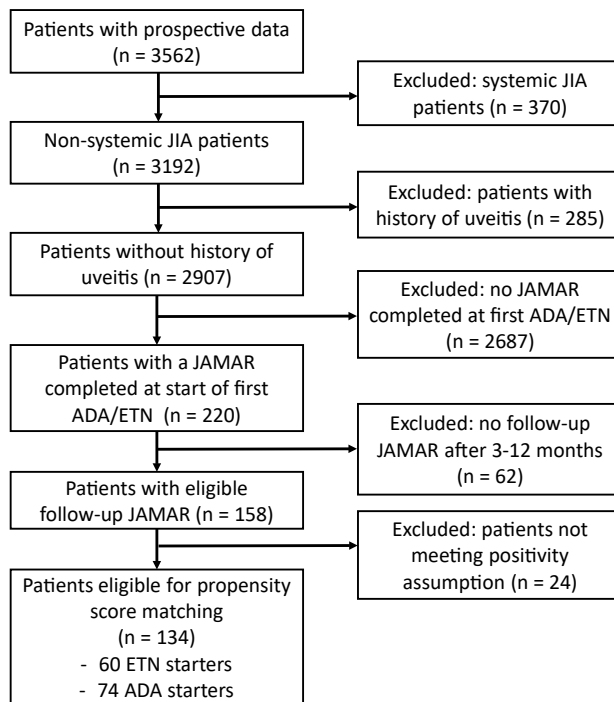 Patients with prospective data
(n = 3562)
Excluded: systemic JIA
patients (n = 370)
Non-systemic JIA patients
(n = 3192)
Excluded: patients with
history of uveitis (n = 285)
Patients without history of
uveitis (n = 2907)
Excluded: no JAMAR
completed at first ADA/ETN
(n = 2687)
Patients with a JAMAR
completed at start of first
ADA/ETN (n = 220)
Excluded: no follow-up
JAMAR after 3-12 months
(n = 62)
Patients with eligible
follow-up JAMAR (n = 158)
Excluded: patients not
meeting positivity
assumption (n = 24)
Patients eligible for propensity
score matching
(n = 134)
- 60 ETN starters
- 74 ADA starters